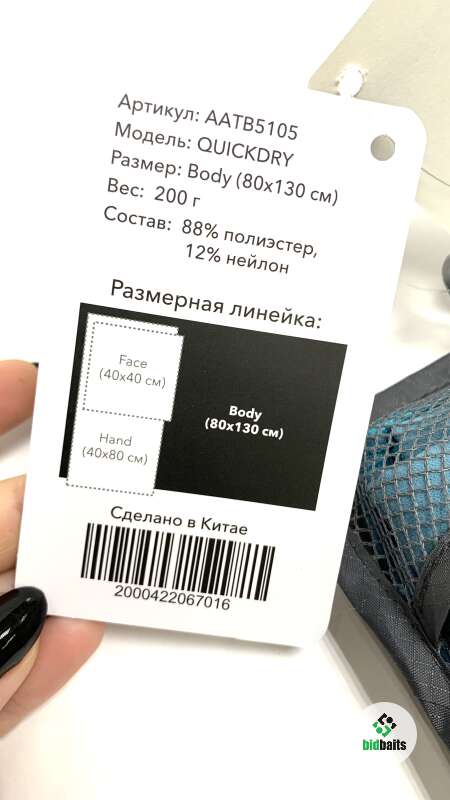 Артикул: AATB5105
Модель: QUICKDRY
Размер: Body (80x130 см)
Вес: 200 г
Состав: 88% полиэстер,
12% нейлон
Размерная линейка:
Face
(40x40 см)
Hand
(40x80 см)
Body
(80x130 см)
Сделано в Китае
2000422067016
bidbaits